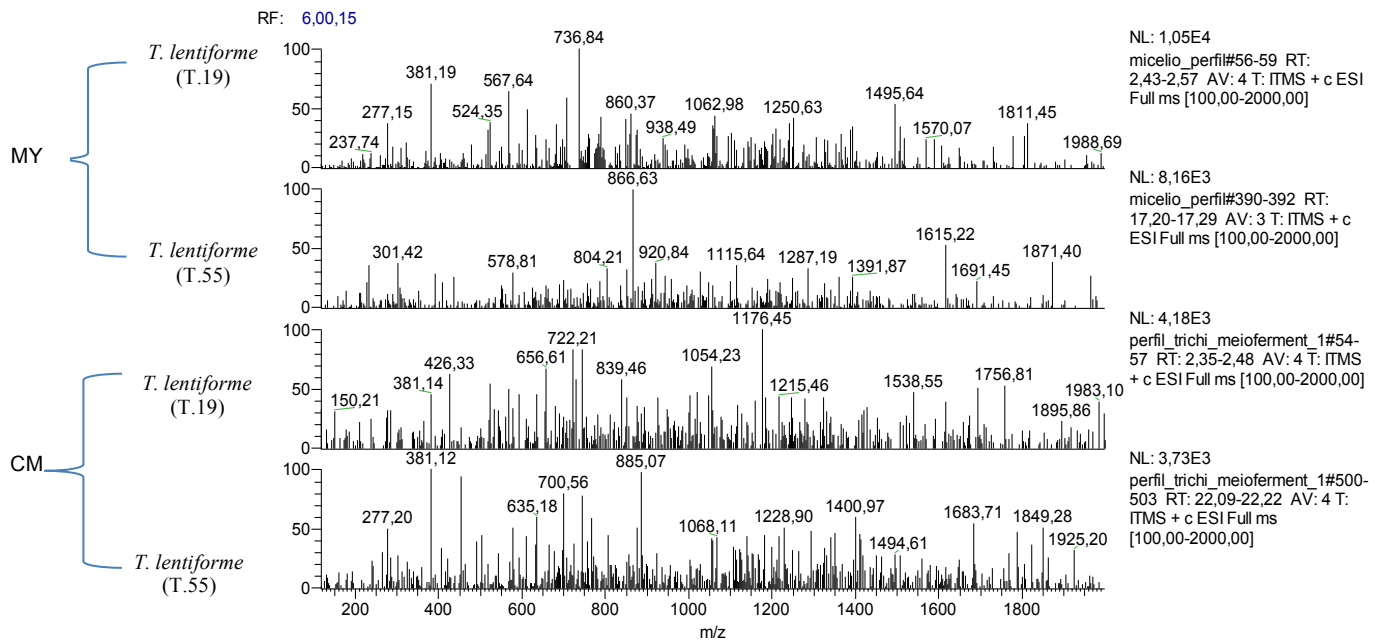 RF: 6,00,15
MY
T. lentiforme
(T.19)
100
50
0
736,84
381,19
567,64
277,15
524,35
237,74
860,37
938,49
1062,98
1250,63
1495,64
1570,07
1811,45
1988,69
NL: 1,05E4
micelio_perfil#56-59 RT:
2,43-2,57 AV: 4 T: ITMS + c ESI
Full ms [100,00-2000,00]
T. lentiforme
(T.55)
100
50
0
866,63
301,42
578,81
804,21
920,84
1115,64
1287,19
1391,87
1615,22
1691,45
1871,40
NL: 8,16E3
micelio_perfil#390-392 RT:
17,20-17,29 AV: 3 T: ITMS + c
ESI Full ms [100,00-2000,00]
CM
T. lentiforme
(T.19)
100
50
0
1176,45
722,21
656,61
426,33
381,14
150,21
839,46
1054,23
1215,46
1538,55
1756,81
1895,86
1983,10
NL: 4,18E3
perfil_trichi_meioferment_1#54-
57 RT: 2,35-2,48 AV: 4 T: ITMS
+ c ESI Full ms [100,00-2000,00]
T. lentiforme
(T.55)
100
50
0
381,12
885,07
700,56
635,18
277,20
1068,11
1228,90
1400,97
1494,61
1683,71
1849,28
1925,20
NL: 3,73E3
perfil_trichi_meioferment_1#500-
503 RT: 22,09-22,22 AV: 4 T:
ITMS + c ESI Full ms
[100,00-2000,00]
200 400 600 800 1000 1200 1400 1600 1800
m/z